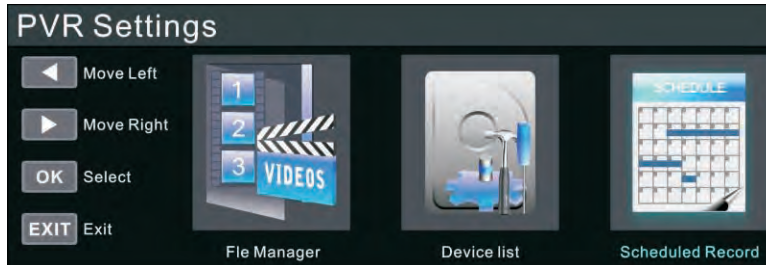 PVR Settings
Move Left
Move Right
OK Select
EXIT Exit
1
2
3
VIDEOS
SCHEDULE
Fle Manager
Device list
Scheduled Record